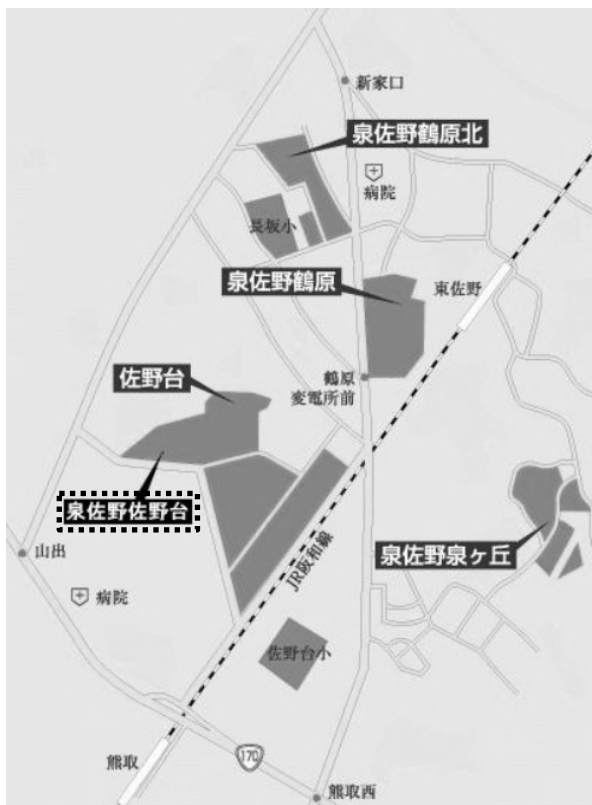 新家口
泉佐野鶴原北
病院
長坂小
泉佐野鶴原
東佐野
佐野台
鶴原
変電所前
泉佐野佐野台
山出
JR阪和線
泉佐野泉ヶ丘
病院
佐野台小
170
熊取
熊取西